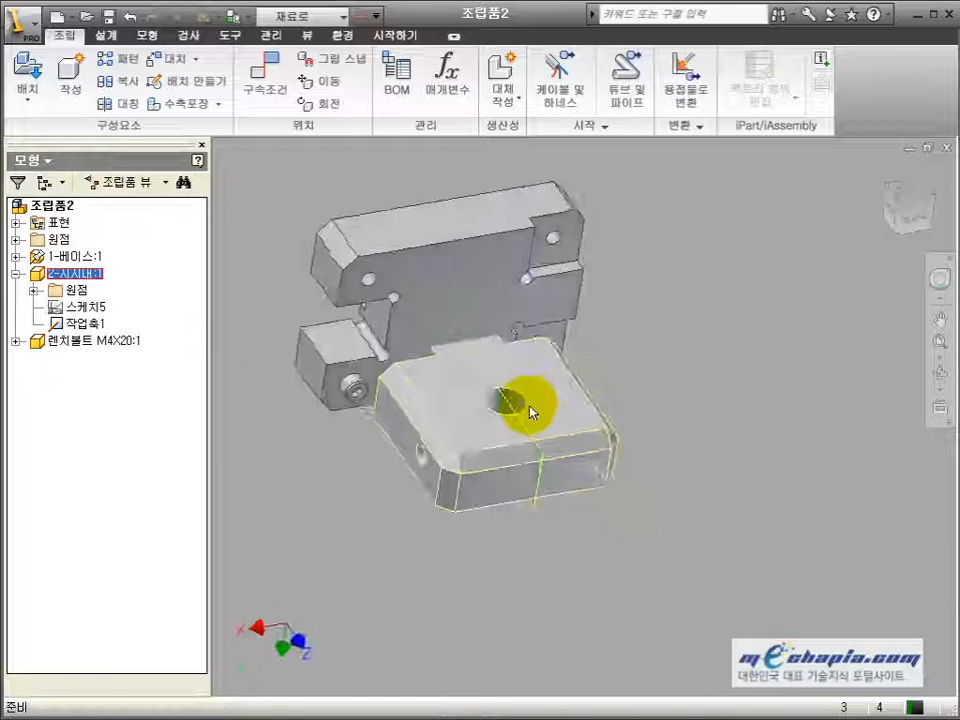 PRO
재료로
조립품2
키워드 또는 구절 입력
조립 설계 모형 검사 도구 관리 뷰 환경 시작하기
배치
작성
패턴
복사
대칭
대치
배치 만들기
수축포장
구성요소
구속조건
그립 스냅
이동
회전
위치
BOM
매개변수
관리
대체
작성
생산성
케이블 및
하네스
튜브 및
파이프
시작
용접물로
변환
변환
iPart/iAssembly
모형
조립품 뷰
조립품2
표현
원점
1-베이스:1
원점
스케치5
작업축1
렌치볼트 M4X20:1
X
Z
mechapia.com
대한민국 대표 기술지식 포털사이트
준비
3 4